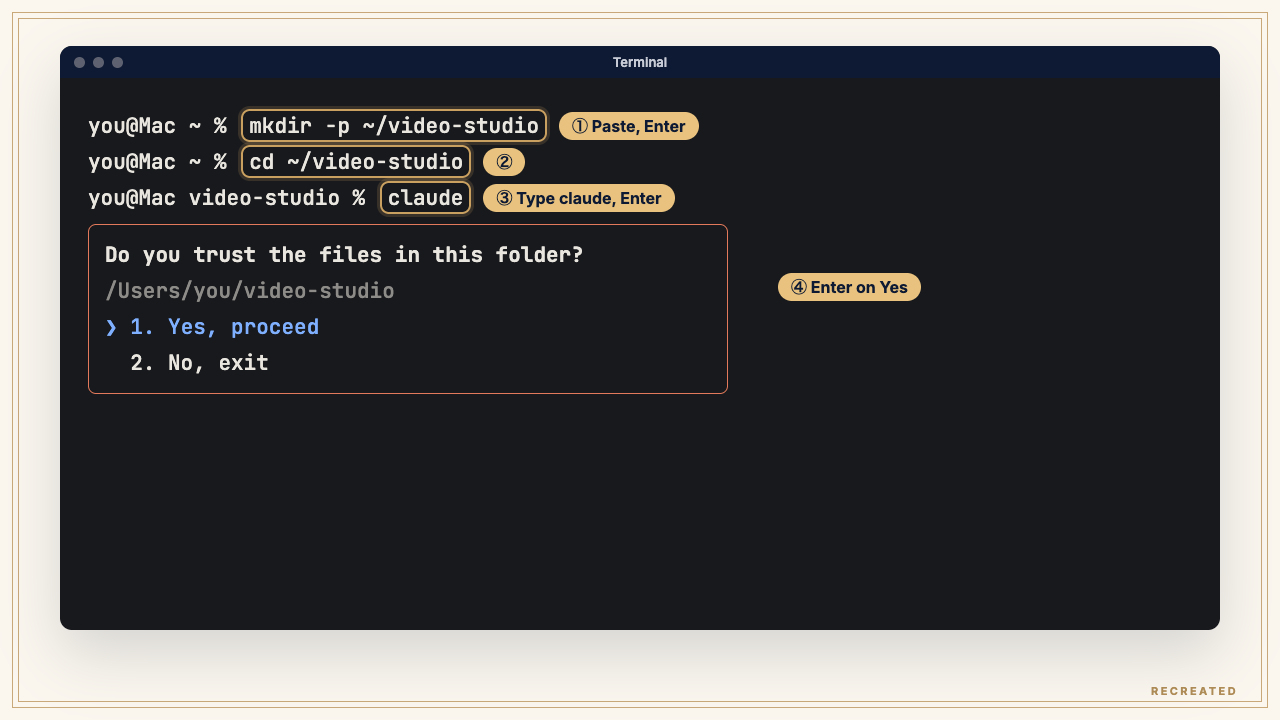 Terminal
you@Mac ~ % mkdir -p ~/video-studio ① Paste, Enter
you@Mac ~ % cd ~/video-studio ②
you@Mac video-studio % claude ③ Type claude, Enter
Do you trust the files in this folder?
/Users/you/video-studio
④ Enter on Yes
❯ 1. Yes, proceed
2. No, exit
RECREATED